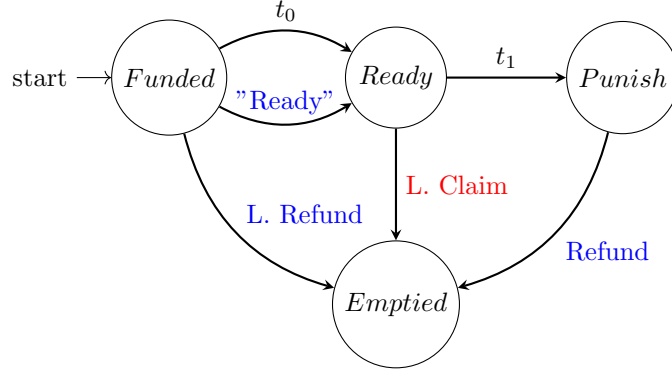 t₀
start
Funded
"Ready"
Ready
t₁
Punish
L. Refund
L. Claim
Refund
Emptied